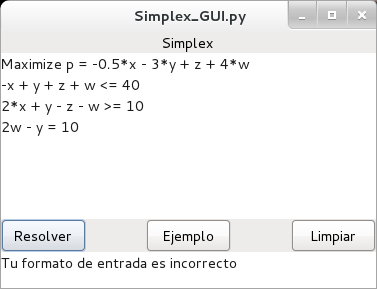 Simplex_GUI.py
Simplex
Maximize p = -0.5*x - 3*y + z + 4*w
-x + y + z + w <= 40
2*x + y - z - w >= 10
2w - y = 10
Resolver Ejemplo Limpiar
Tu formato de entrada es incorrecto